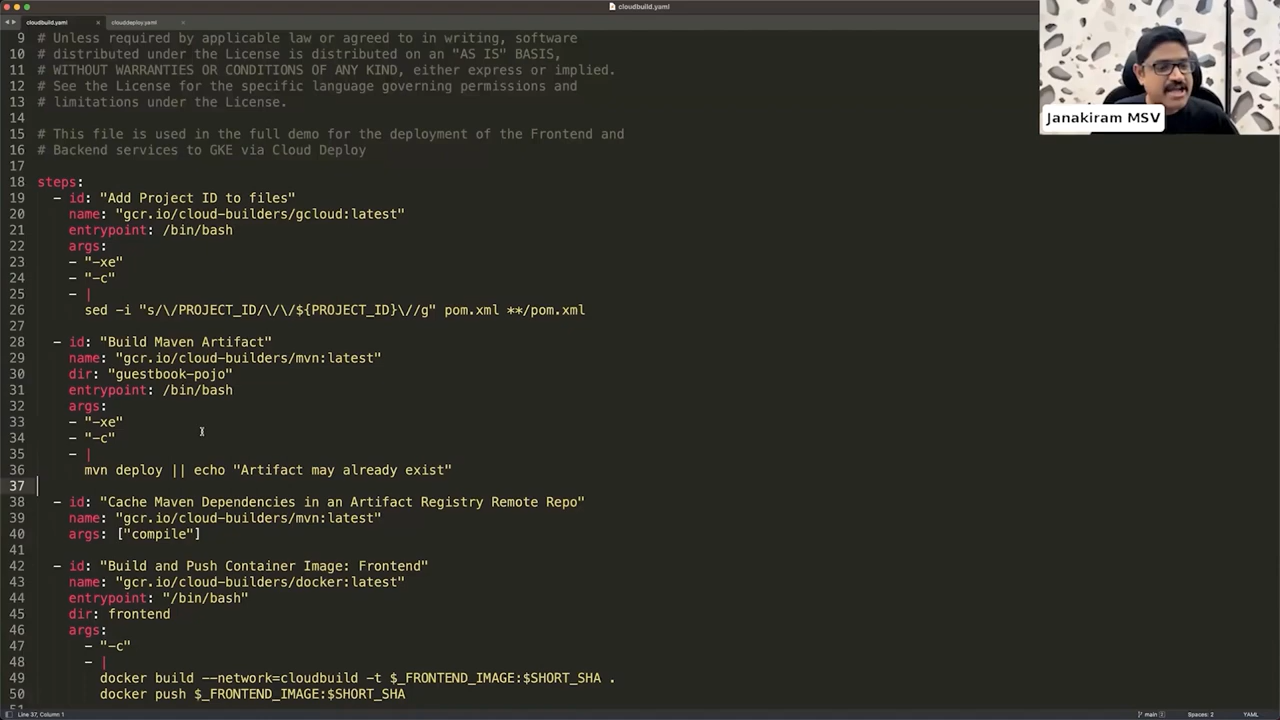 cloudbuild.yaml
cloudbuild.yaml × clouddeploy.yaml ×
9 # Unless required by applicable law or agreed to in writing, software
10 # distributed under the License is distributed on an "AS IS" BASIS,
11 # WITHOUT WARRANTIES OR CONDITIONS OF ANY KIND, either express or implied.
12 # See the License for the specific language governing permissions and
13 # limitations under the License.
14
15 # This file is used in the full demo for the deployment of the Frontend and
16 # Backend services to GKE via Cloud Deploy
17
18 steps:
19 - id: "Add Project ID to files"
20 name: "gcr.io/cloud-builders/gcloud:latest"
21 entrypoint: /bin/bash
22 args:
23 - "-xe"
24 - "-c"
25 - |
26 sed -i "s/\/PROJECT_ID/\/\/${PROJECT_ID}\//g" pom.xml **/pom.xml
27
28 - id: "Build Maven Artifact"
29 name: "gcr.io/cloud-builders/mvn:latest"
30 dir: "guestbook-pojo"
31 entrypoint: /bin/bash
32 args:
33 - "-xe"
34 - "-c"
35 - |
36 mvn deploy || echo "Artifact may already exist"
37
38 - id: "Cache Maven Dependencies in an Artifact Registry Remote Repo"
39 name: "gcr.io/cloud-builders/mvn:latest"
40 args: ["compile"]
41
42 - id: "Build and Push Container Image: Frontend"
43 name: "gcr.io/cloud-builders/docker:latest"
44 entrypoint: "/bin/bash"
45 dir: frontend
46 args:
47 - "-c"
48 - |
49 docker build --network=cloudbuild -t $_FRONTEND_IMAGE:$SHORT_SHA .
50 docker push $_FRONTEND_IMAGE:$SHORT_SHA
Janakiram MSV
Line 37, Column 1 main Spaces: 2 YAML